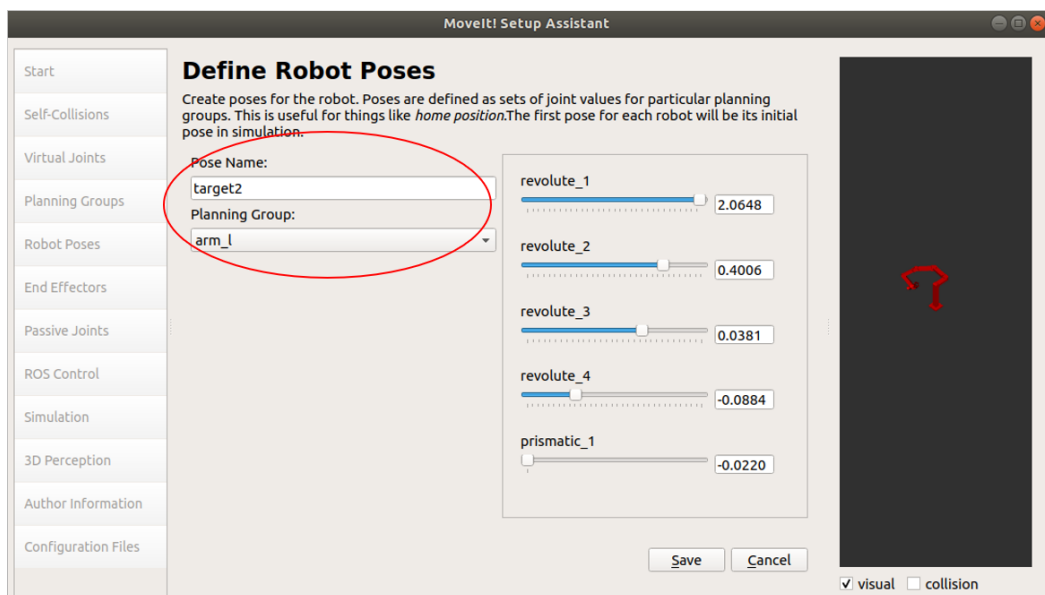 MoveIt! Setup Assistant
Start
Self-Collisions
Virtual Joints
Planning Groups
Robot Poses
End Effectors
Passive Joints
ROS Control
Simulation
3D Perception
Author Information
Configuration Files
Define Robot Poses
Create poses for the robot. Poses are defined as sets of joint values for particular planning
groups. This is useful for things like home position.The first pose for each robot will be its initial
pose in simulation.
Pose Name:
target2
Planning Group:
arm_l
revolute_1
2.0648
revolute_2
0.4006
revolute_3
0.0381
revolute_4
-0.0884
prismatic_1
-0.0220
Save
Cancel
visual
collision